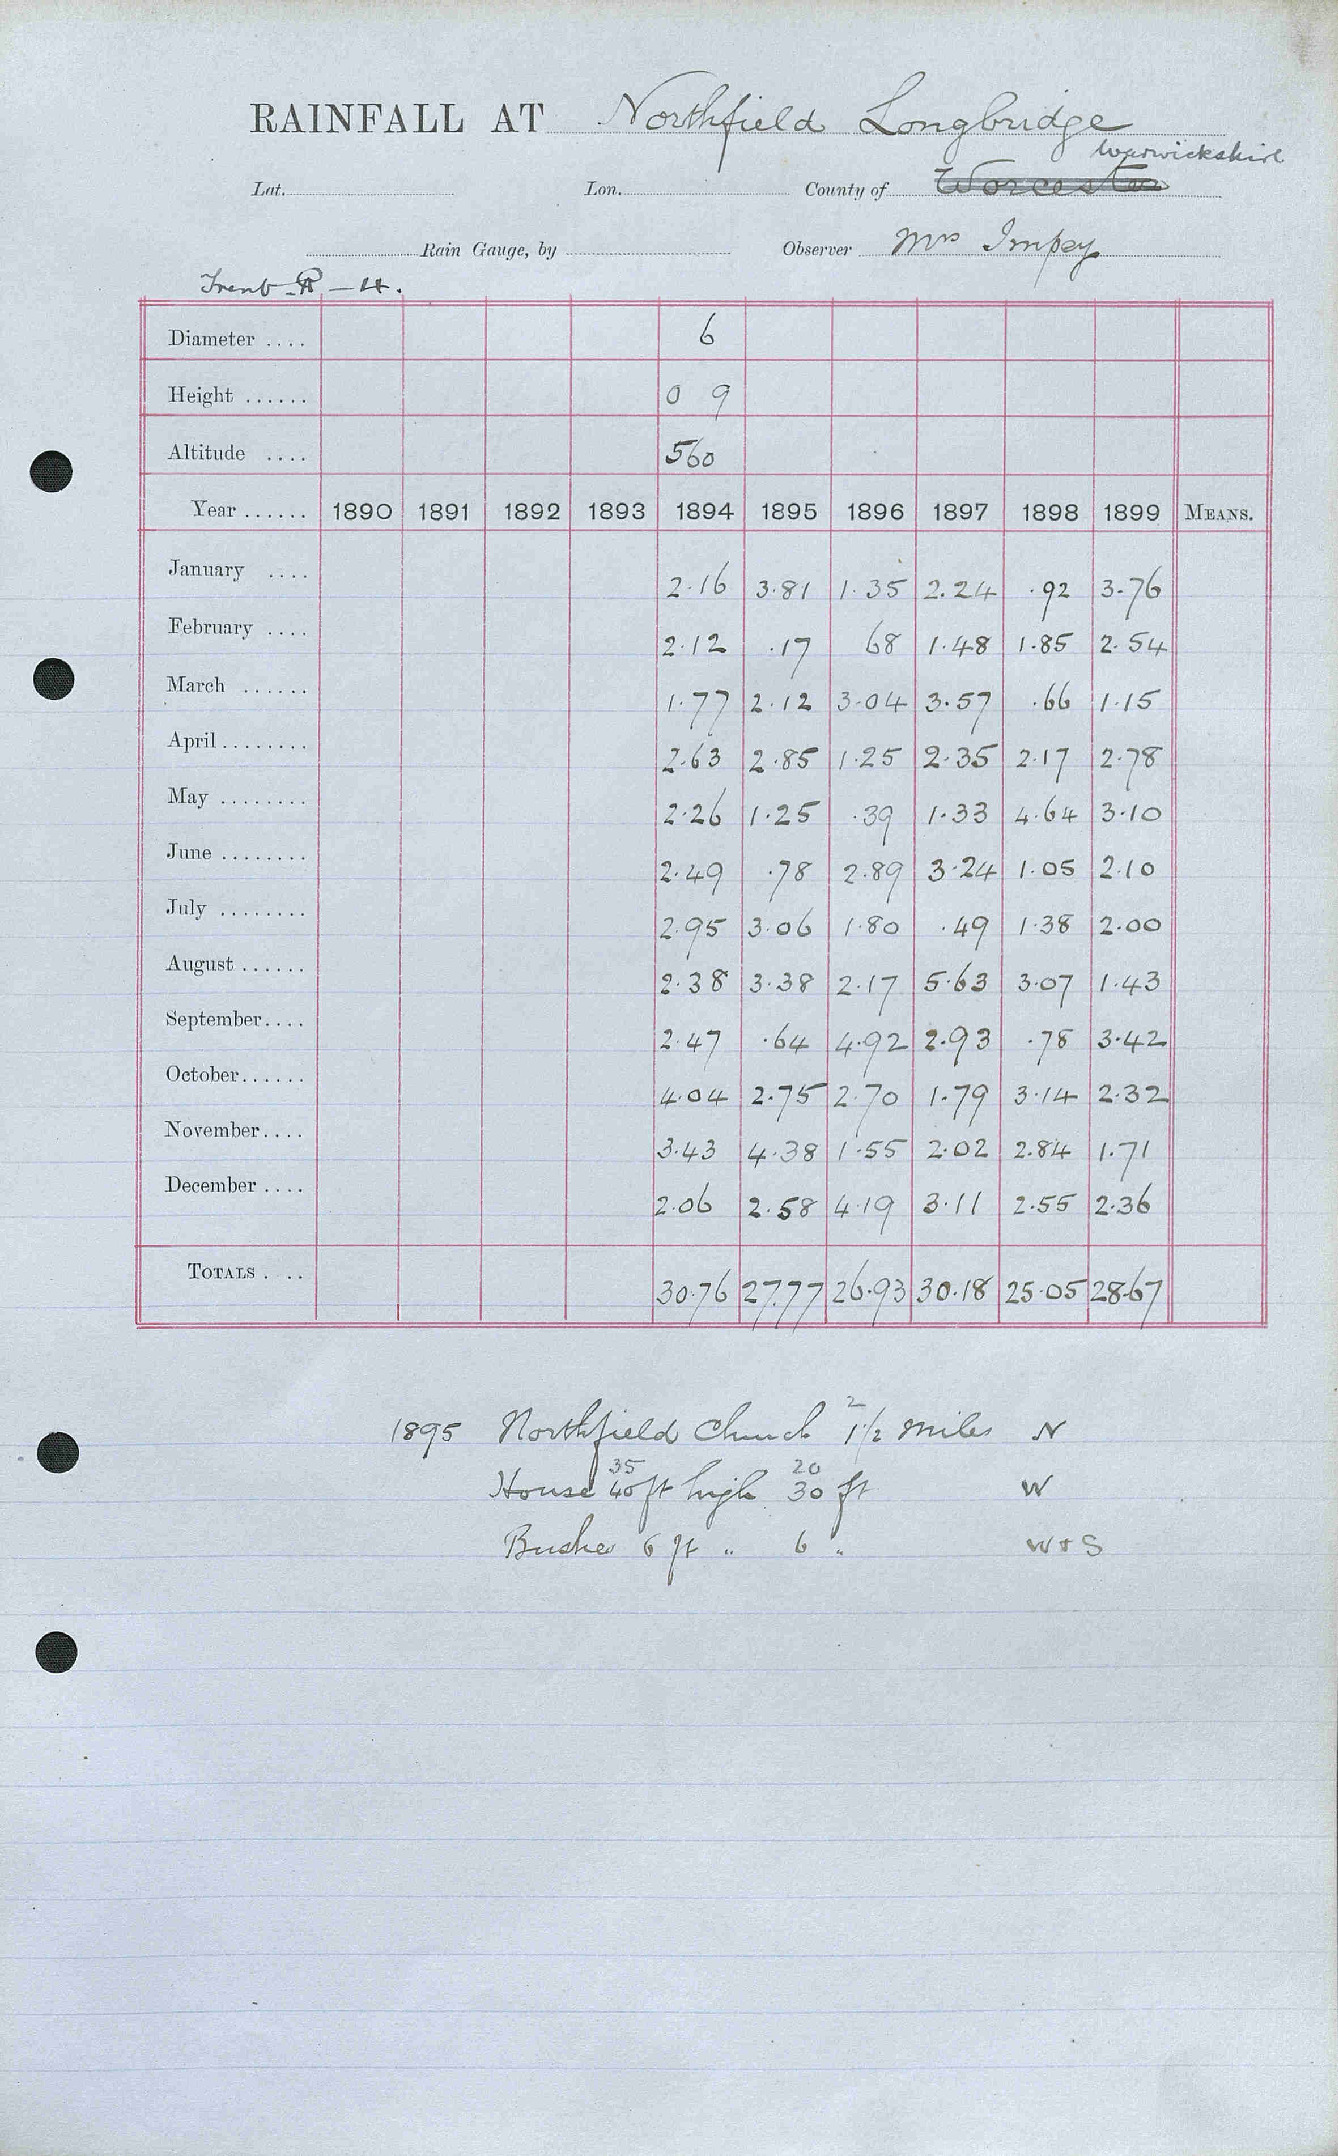 RAINFALL AT Northfield Longbridge
Warwickshire
Lat. Lon. County of Worcester
Rain Gauge, by Observer Mrs Impey
Trent R - 14.
Diameter .... 6
Height ...... 0 9
Altitude .... 560
Year ...... 1890 1891 1892 1893 1894 1895 1896 1897 1898 1899 MEANS.
January .... 2.16 3.81 1.35 2.24 .92 3.76
February .... 2.12 .17 68 1.48 1.85 2.54
March ...... 1.77 2.12 3.04 3.57 .66 1.15
April ........ 2.63 2.85 1.25 2.35 2.17 2.78
May ........ 2.26 1.25 .39 1.33 4.64 3.10
June ........ 2.49 .78 2.89 3.24 1.05 2.10
July ........ 2.95 3.06 1.80 .49 1.38 2.00
August ...... 2.38 3.38 2.17 5.63 3.07 1.43
September .... 2.47 .64 4.92 2.93 .78 3.42
October ...... 4.04 2.75 2.70 1.79 3.14 2.32
November .... 3.43 4.38 1.55 2.02 2.84 1.71
December .... 2.06 2.58 4.19 3.11 2.55 2.36
TOTALS .... 30.76 27.77 26.93 30.18 25.05 28.67
2
1895 Northfield Church 1½ miles N
35 20
House 40 ft high 30 ft W
Bushes 6 ft " 6 " W + S